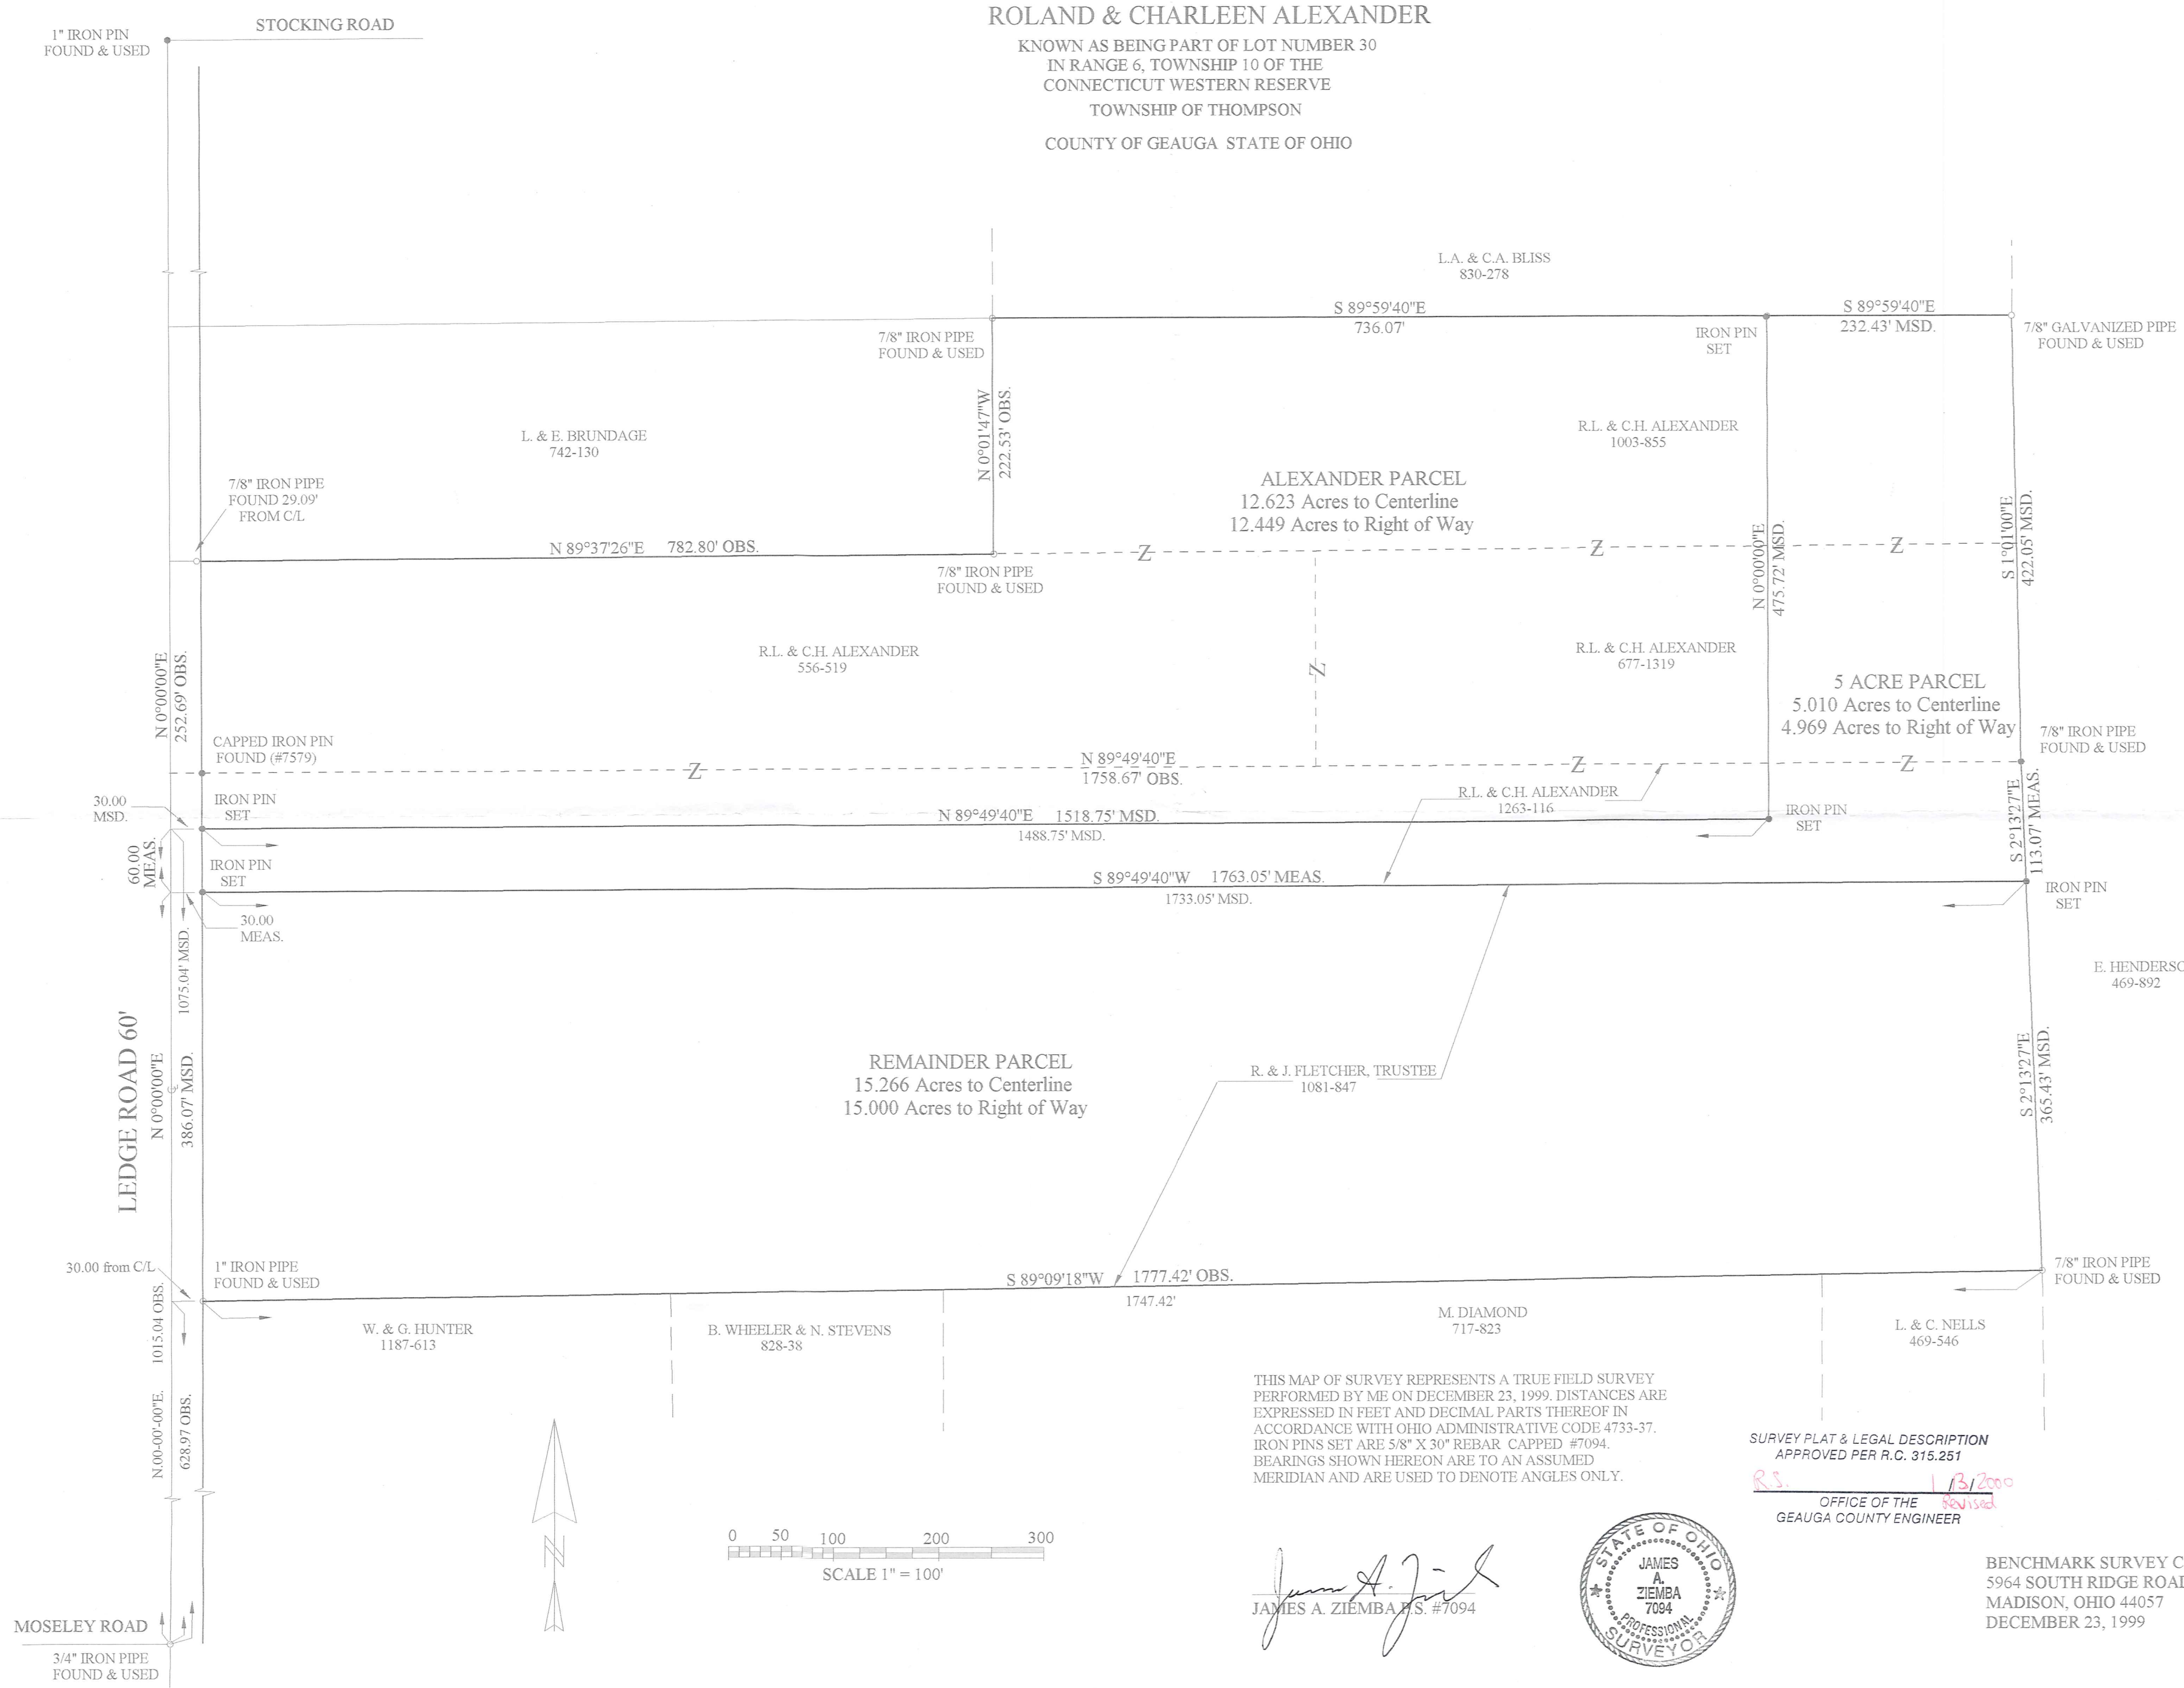 ROLAND & CHARLEEN ALEXANDER
KNOWN AS BEING PART OF LOT NUMBER 30
IN RANGE 6, TOWNSHIP 10 OF THE
CONNECTICUT WESTERN RESERVE
TOWNSHIP OF THOMPSON
COUNTY OF GEAUGA STATE OF OHIO
1" IRON PIN
FOUND & USED
STOCKING ROAD
L.A. & C.A. BLISS
830-278
S 89°59'40"E
736.07'
S 89°59'40"E
232.43' MSD.
7/8" IRON PIPE
FOUND & USED
IRON PIN
SET
7/8" GALVANIZED PIPE
FOUND & USED
N 0°01'47"W
222.53' OBS.
L. & E. BRUNDAGE
742-130
R.L. & C.H. ALEXANDER
1003-855
7/8" IRON PIPE
FOUND 29.09'
FROM C/L
ALEXANDER PARCEL
12.623 Acres to Centerline
12.449 Acres to Right of Way
N 0°00'00"E
475.72' MSD.
S 1°01'00"E
422.05' MSD.
N 89°37'26"E 782.80' OBS.
Z
Z
Z
7/8" IRON PIPE
FOUND & USED
R.L. & C.H. ALEXANDER
556-519
Z
R.L. & C.H. ALEXANDER
677-1319
N 0°00'00"E
252.69' OBS.
5 ACRE PARCEL
5.010 Acres to Centerline
4.969 Acres to Right of Way
7/8" IRON PIPE
FOUND & USED
CAPPED IRON PIN
FOUND (#7579)
Z
N 89°49'40"E
1758.67' OBS.
Z
Z
30.00
MSD.
IRON PIN
SET
R.L. & C.H. ALEXANDER
1263-116
N 89°49'40"E 1518.75' MSD.
1488.75' MSD.
IRON PIN
SET
S 2°13'27"E
113.07' MEAS.
60.00
MEAS.
IRON PIN
SET
S 89°49'40"W 1763.05' MEAS.
1733.05' MSD.
IRON PIN
SET
30.00
MEAS.
1075.04' MSD.
E. HENDERSO
469-892
LEDGE ROAD 60'
N 0°00'00"E
386.07' MSD.
REMAINDER PARCEL
15.266 Acres to Centerline
15.000 Acres to Right of Way
R. & J. FLETCHER, TRUSTEE
1081-847
S 2°13'27"E
365.43' MSD.
30.00 from C/L
1" IRON PIPE
FOUND & USED
S 89°09'18"W 1777.42' OBS.
1747.42'
7/8" IRON PIPE
FOUND & USED
1015.04 OBS.
N.00-00'-00"E.
628.97 OBS.
W. & G. HUNTER
1187-613
B. WHEELER & N. STEVENS
828-38
M. DIAMOND
717-823
L. & C. NELLS
469-546
THIS MAP OF SURVEY REPRESENTS A TRUE FIELD SURVEY
PERFORMED BY ME ON DECEMBER 23, 1999. DISTANCES ARE
EXPRESSED IN FEET AND DECIMAL PARTS THEREOF IN
ACCORDANCE WITH OHIO ADMINISTRATIVE CODE 4733-37.
IRON PINS SET ARE 5/8" X 30" REBAR CAPPED #7094.
BEARINGS SHOWN HEREON ARE TO AN ASSUMED
MERIDIAN AND ARE USED TO DENOTE ANGLES ONLY.
SURVEY PLAT & LEGAL DESCRIPTION
APPROVED PER R.C. 315.251
R.S. 1/3/2000
Revised
OFFICE OF THE
GEAUGA COUNTY ENGINEER
N
0 50 100 200 300
SCALE 1" = 100'
James A. Ziemba
JAMES A. ZIEMBA P.S. #7094
STATE OF OHIO
JAMES
A.
ZIEMBA
7094
PROFESSIONAL
SURVEYOR
BENCHMARK SURVEY C
5964 SOUTH RIDGE ROAD
MADISON, OHIO 44057
DECEMBER 23, 1999
MOSELEY ROAD
3/4" IRON PIPE
FOUND & USED